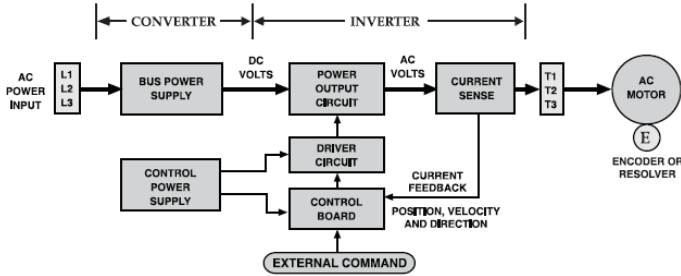 CONVERTER
INVERTER
AC
POWER
INPUT
L1
L2
L3
BUS POWER
SUPPLY
DC
VOLTS
POWER
OUTPUT
CIRCUIT
AC
VOLTS
CURRENT
SENSE
T1
T2
T3
AC
MOTOR
E
ENCODER OR
RESOLVER
CONTROL
POWER
SUPPLY
DRIVER
CIRCUIT
CONTROL
BOARD
CURRENT
FEEDBACK
POSITION, VELOCITY
AND DIRECTION
EXTERNAL COMMAND